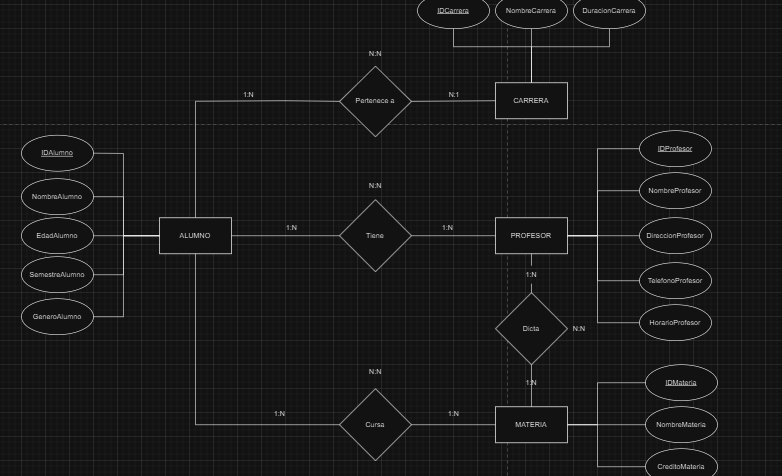 IDCarrera
NombreCarrera
DuracionCarrera
N:N
1:N
Pertenece a
N:1
CARRERA
IDAlumno
NombreAlumno
EdadAlumno
SemestreAlumno
GeneroAlumno
ALUMNO
N:N
1:N
Tiene
1:N
PROFESOR
IDProfesor
NombreProfesor
DireccionProfesor
TelefonoProfesor
HorarioProfesor
1:N
Dicta
N:N
1:N
N:N
1:N
Cursa
1:N
MATERIA
IDMateria
NombreMateria
CreditoMateria